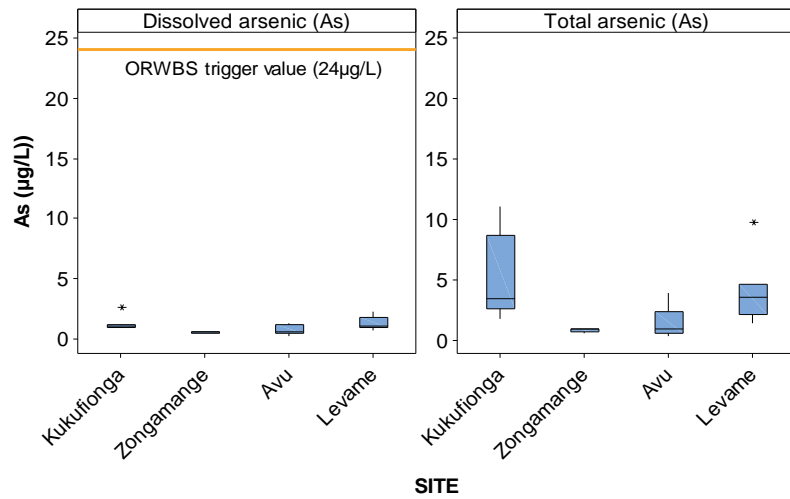 Dissolved arsenic (As)
Total arsenic (As)
25
20
15
10
5
0
25
20
15
10
5
0
ORWBS trigger value (24µg/L)
As (µg/L))
Kukufionga
Zongamange
Avu
Levame
Kukufionga
Zongamange
Avu
Levame
SITE